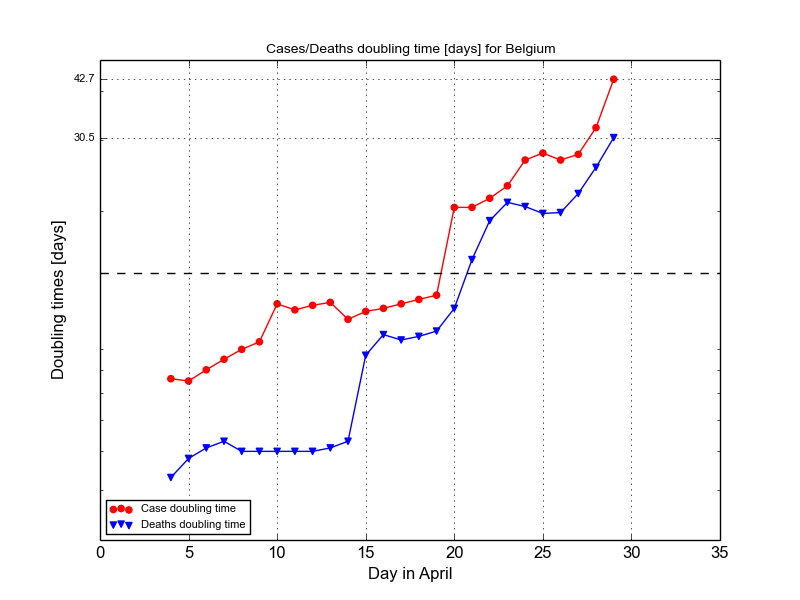 Cases/Deaths doubling time [days] for Belgium
42.7
30.5
Doubling times [days]
Case doubling time
Deaths doubling time
0 5 10 15 20 25 30 35
Day in April